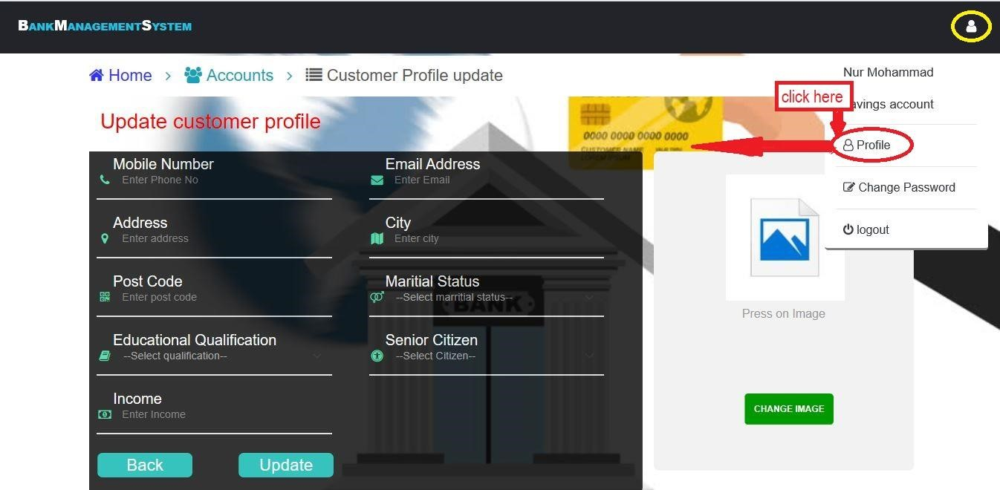 BankManagementSystem
Home > Accounts > Customer Profile update
Nur Mohammad
click here
avings account
Profile
Change Password
logout
Update customer profile
0000 0000 0000 0000
CUSTOMER NAME
LOREM IPSUM
Mobile Number
Enter Phone No
Email Address
Enter Email
Address
Enter address
City
Enter city
Post Code
Enter post code
Maritial Status
--Select marritial status--
BANK
Educational Qualification
--Select qualification--
Senior Citizen
--Select Citizen--
Income
Enter Income
Back
Update
Press on Image
CHANGE IMAGE